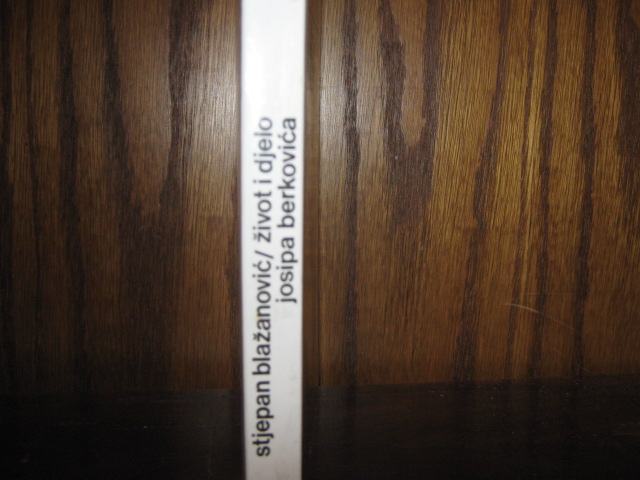 stjepan blažanović/ život i djelo
josipa berkovića